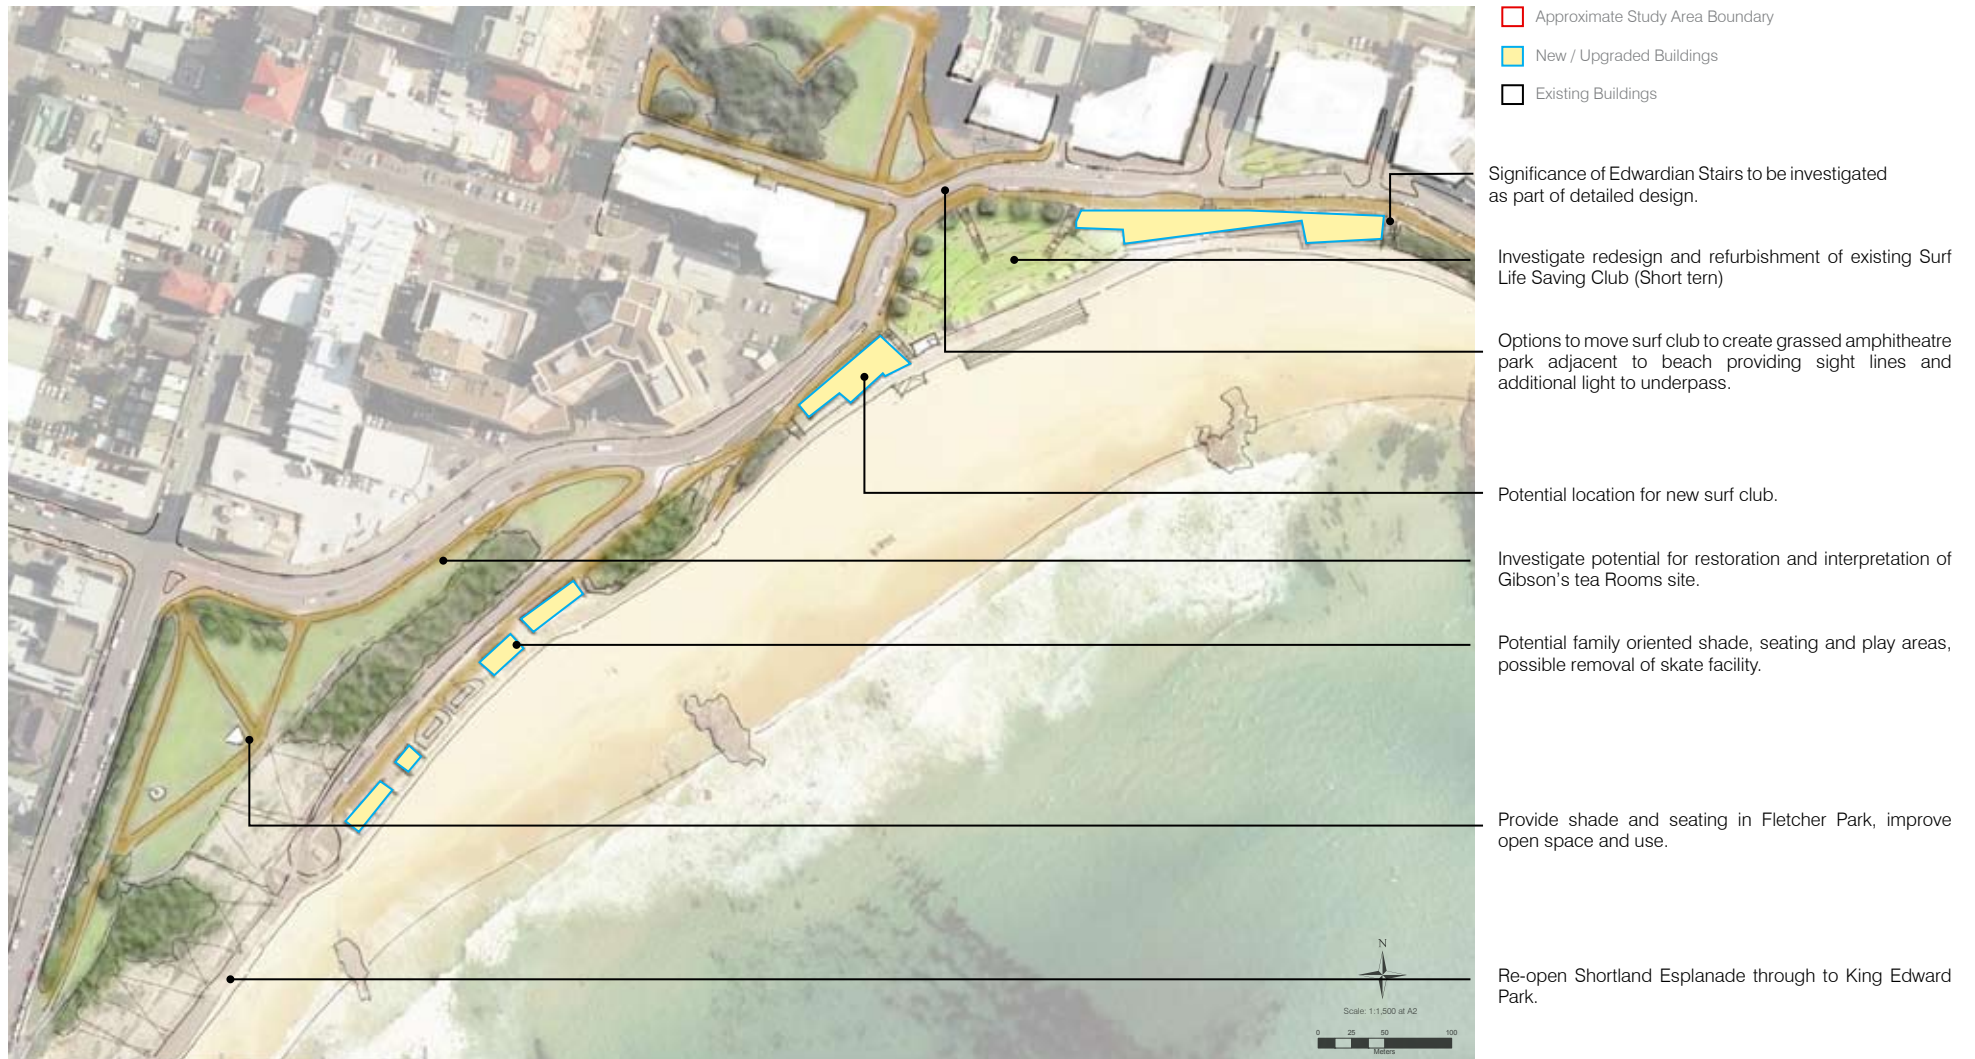 Approximate Study Area Boundary
New / Upgraded Buildings
Existing Buildings
Significance of Edwardian Stairs to be investigated
as part of detailed design.
Investigate redesign and refurbishment of existing Surf
Life Saving Club (Short tern)
Options to move surf club to create grassed amphitheatre
park adjacent to beach providing sight lines and
additional light to underpass.
Potential location for new surf club.
Investigate potential for restoration and interpretation of
Gibson's tea Rooms site.
Potential family oriented shade, seating and play areas,
possible removal of skate facility.
Provide shade and seating in Fletcher Park, improve
open space and use.
Re-open Shortland Esplanade through to King Edward
Park.
N
Scale: 1:1,500 at A2
0 25 50 100
Meters